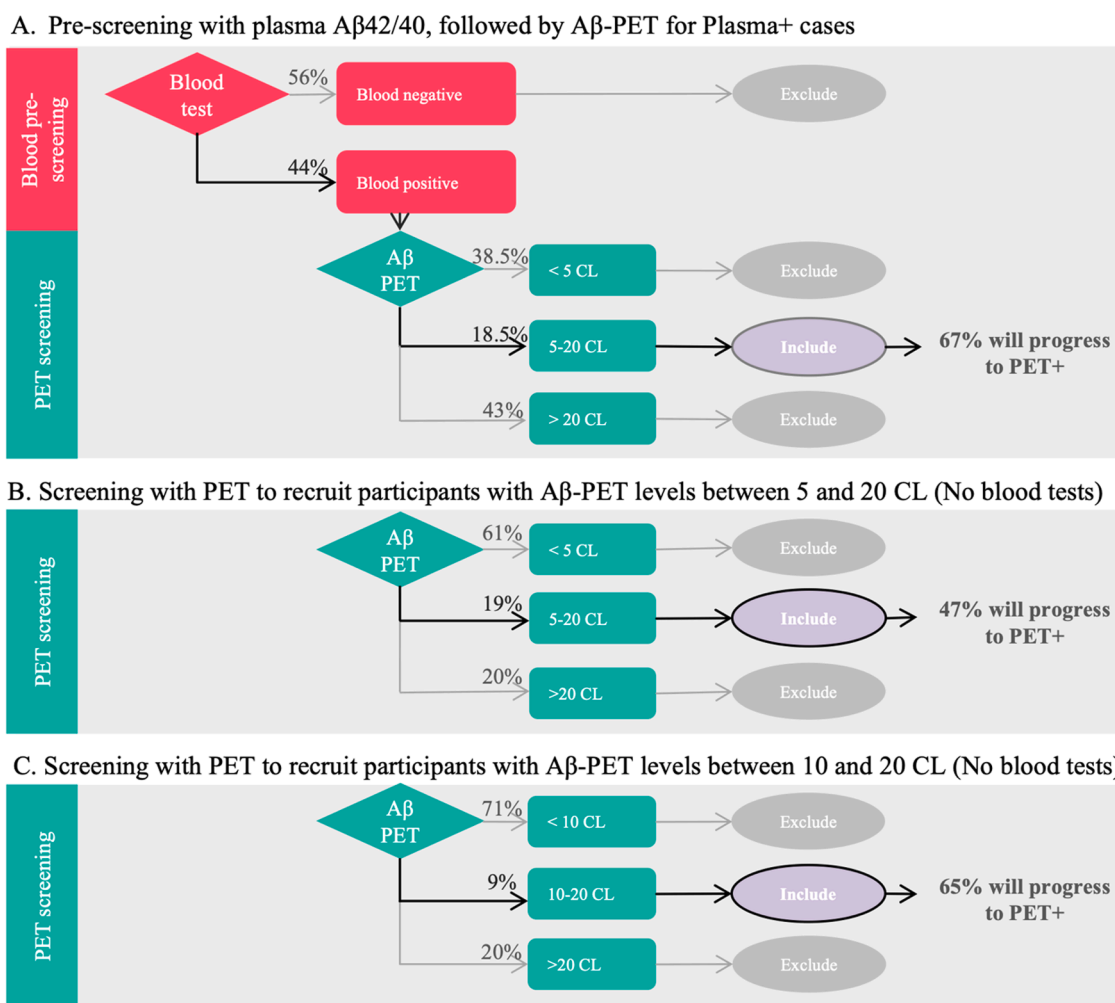 A. Pre-screening with plasma Aβ42/40, followed by Aβ-PET for Plasma+ cases
Blood pre-
screening
Blood
test
56%
Blood negative
Exclude
44%
Blood positive
PET screening
Aβ
PET
38.5%
< 5 CL
Exclude
18.5%
5-20 CL
Include
67% will progress
to PET+
43%
> 20 CL
Exclude
B. Screening with PET to recruit participants with Aβ-PET levels between 5 and 20 CL (No blood tests)
PET screening
Aβ
PET
61%
< 5 CL
Exclude
19%
5-20 CL
Include
47% will progress
to PET+
20%
>20 CL
Exclude
C. Screening with PET to recruit participants with Aβ-PET levels between 10 and 20 CL (No blood tests)
PET screening
Aβ
PET
71%
< 10 CL
Exclude
9%
10-20 CL
Include
65% will progress
to PET+
20%
>20 CL
Exclude